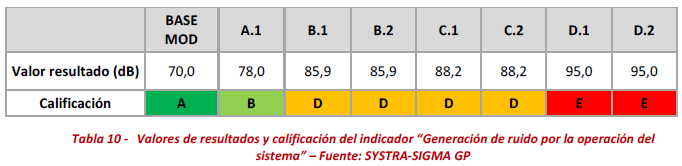 BASE MOD A.1 B.1 B.2 C.1 C.2 D.1 D.2
Valor resultado (dB) 70,0 78,0 85,9 85,9 88,2 88,2 95,0 95,0
Calificación A B D D D D E E
Tabla 10 - Valores de resultados y calificación del indicador “Generación de ruido por la operación del
sistema” – Fuente: SYSTRA-SIGMA GP